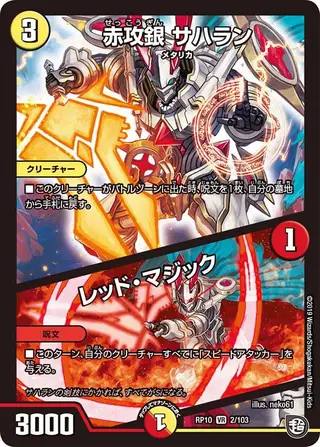 3
せっこうぎん
赤攻銀 サハラン
メタリカ
クリーチャー
■このクリーチャーがバトルゾーンに出た時、呪文を1枚、自分の墓地
から手札に戻す。
1
レッド・マジック
呪文
■このターン、自分のクリーチャーすべてに「スピードアタッカー」を
与える。
サハランの剣技にかかれば、すべてがSになる。
illus. neko61
3000
1
RP10 VR 2/103
©2019 Wizards/Shogakukan/Mitsui-Kids